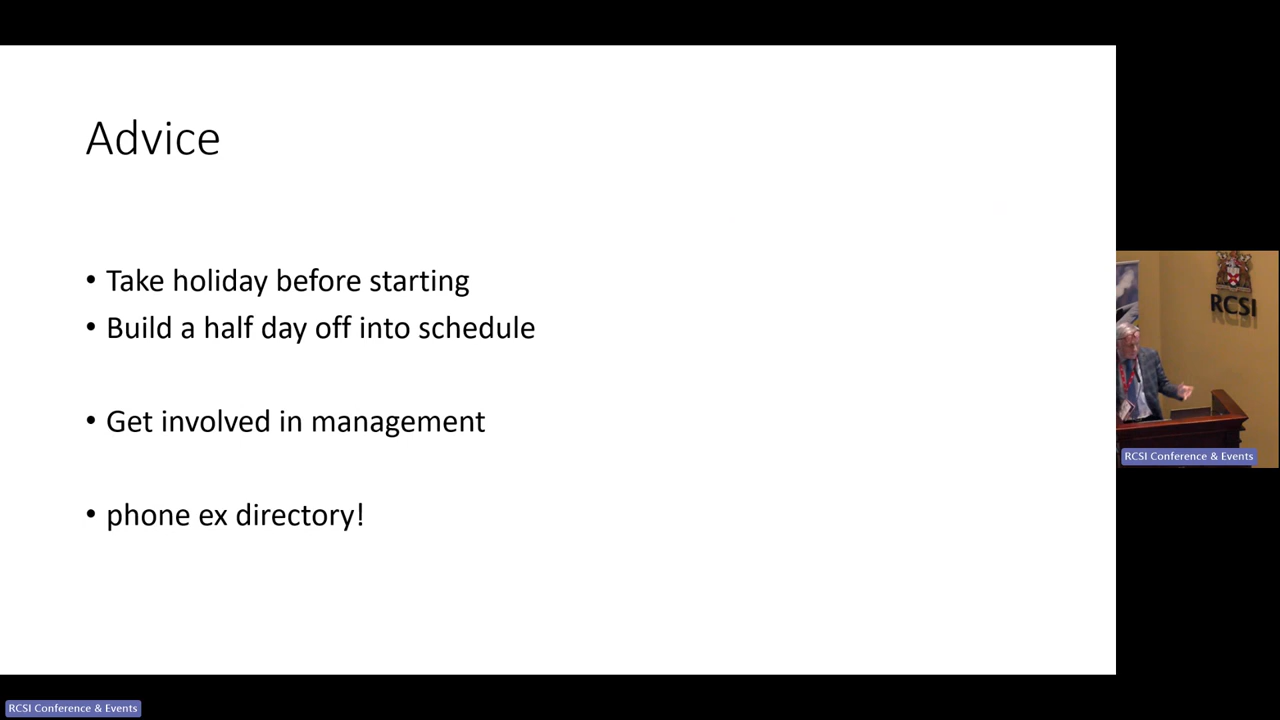 Advice
• Take holiday before starting
• Build a half day off into schedule
• Get involved in management
• phone ex directory!
RCSI
RCSI Conference & Events
RCSI Conference & Events